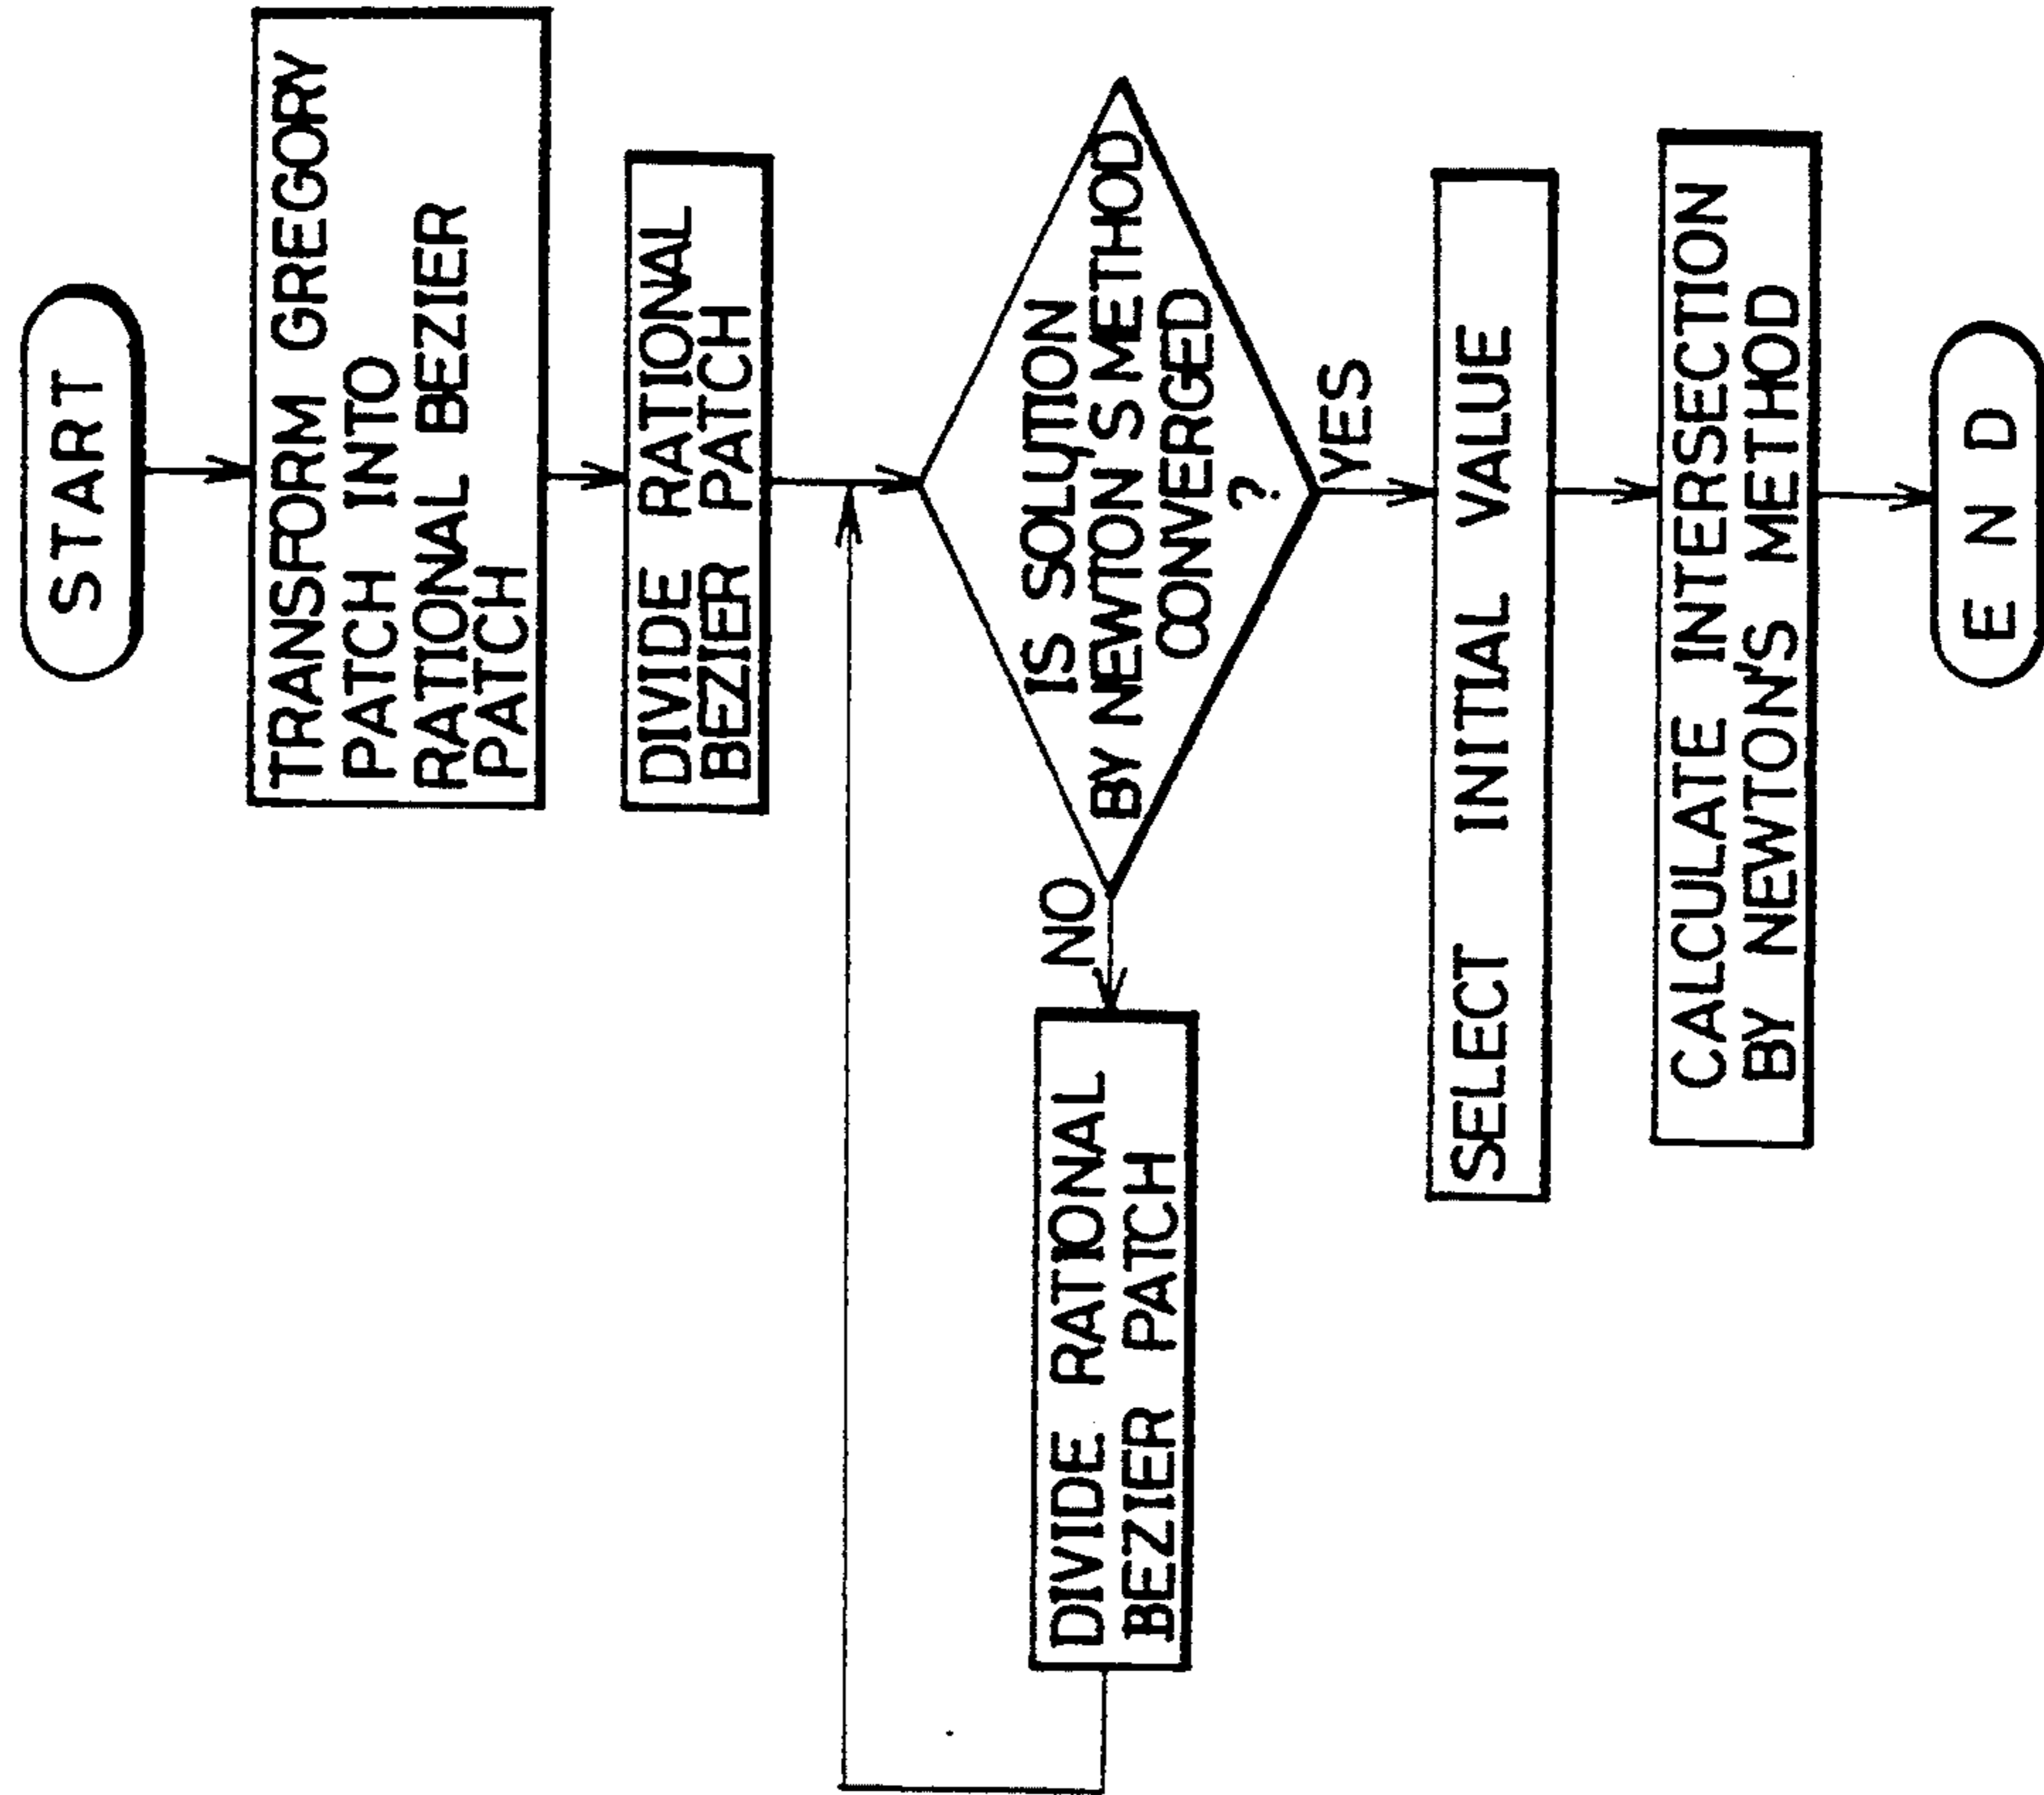 START
TRANSFORM GREGORY
PATCH INTO
RATIONAL BEZIER
PATCH
DIVIDE RATIONAL
BEZIER PATCH
IS SOLUTION
BY NEWTON'S METHOD
CONVERGED
?
NO
DIVIDE RATIONAL
BEZIER PATCH
YES
SELECT INITIAL VALUE
CALCULATE INTERSECTION
BY NEWTON'S METHOD
END